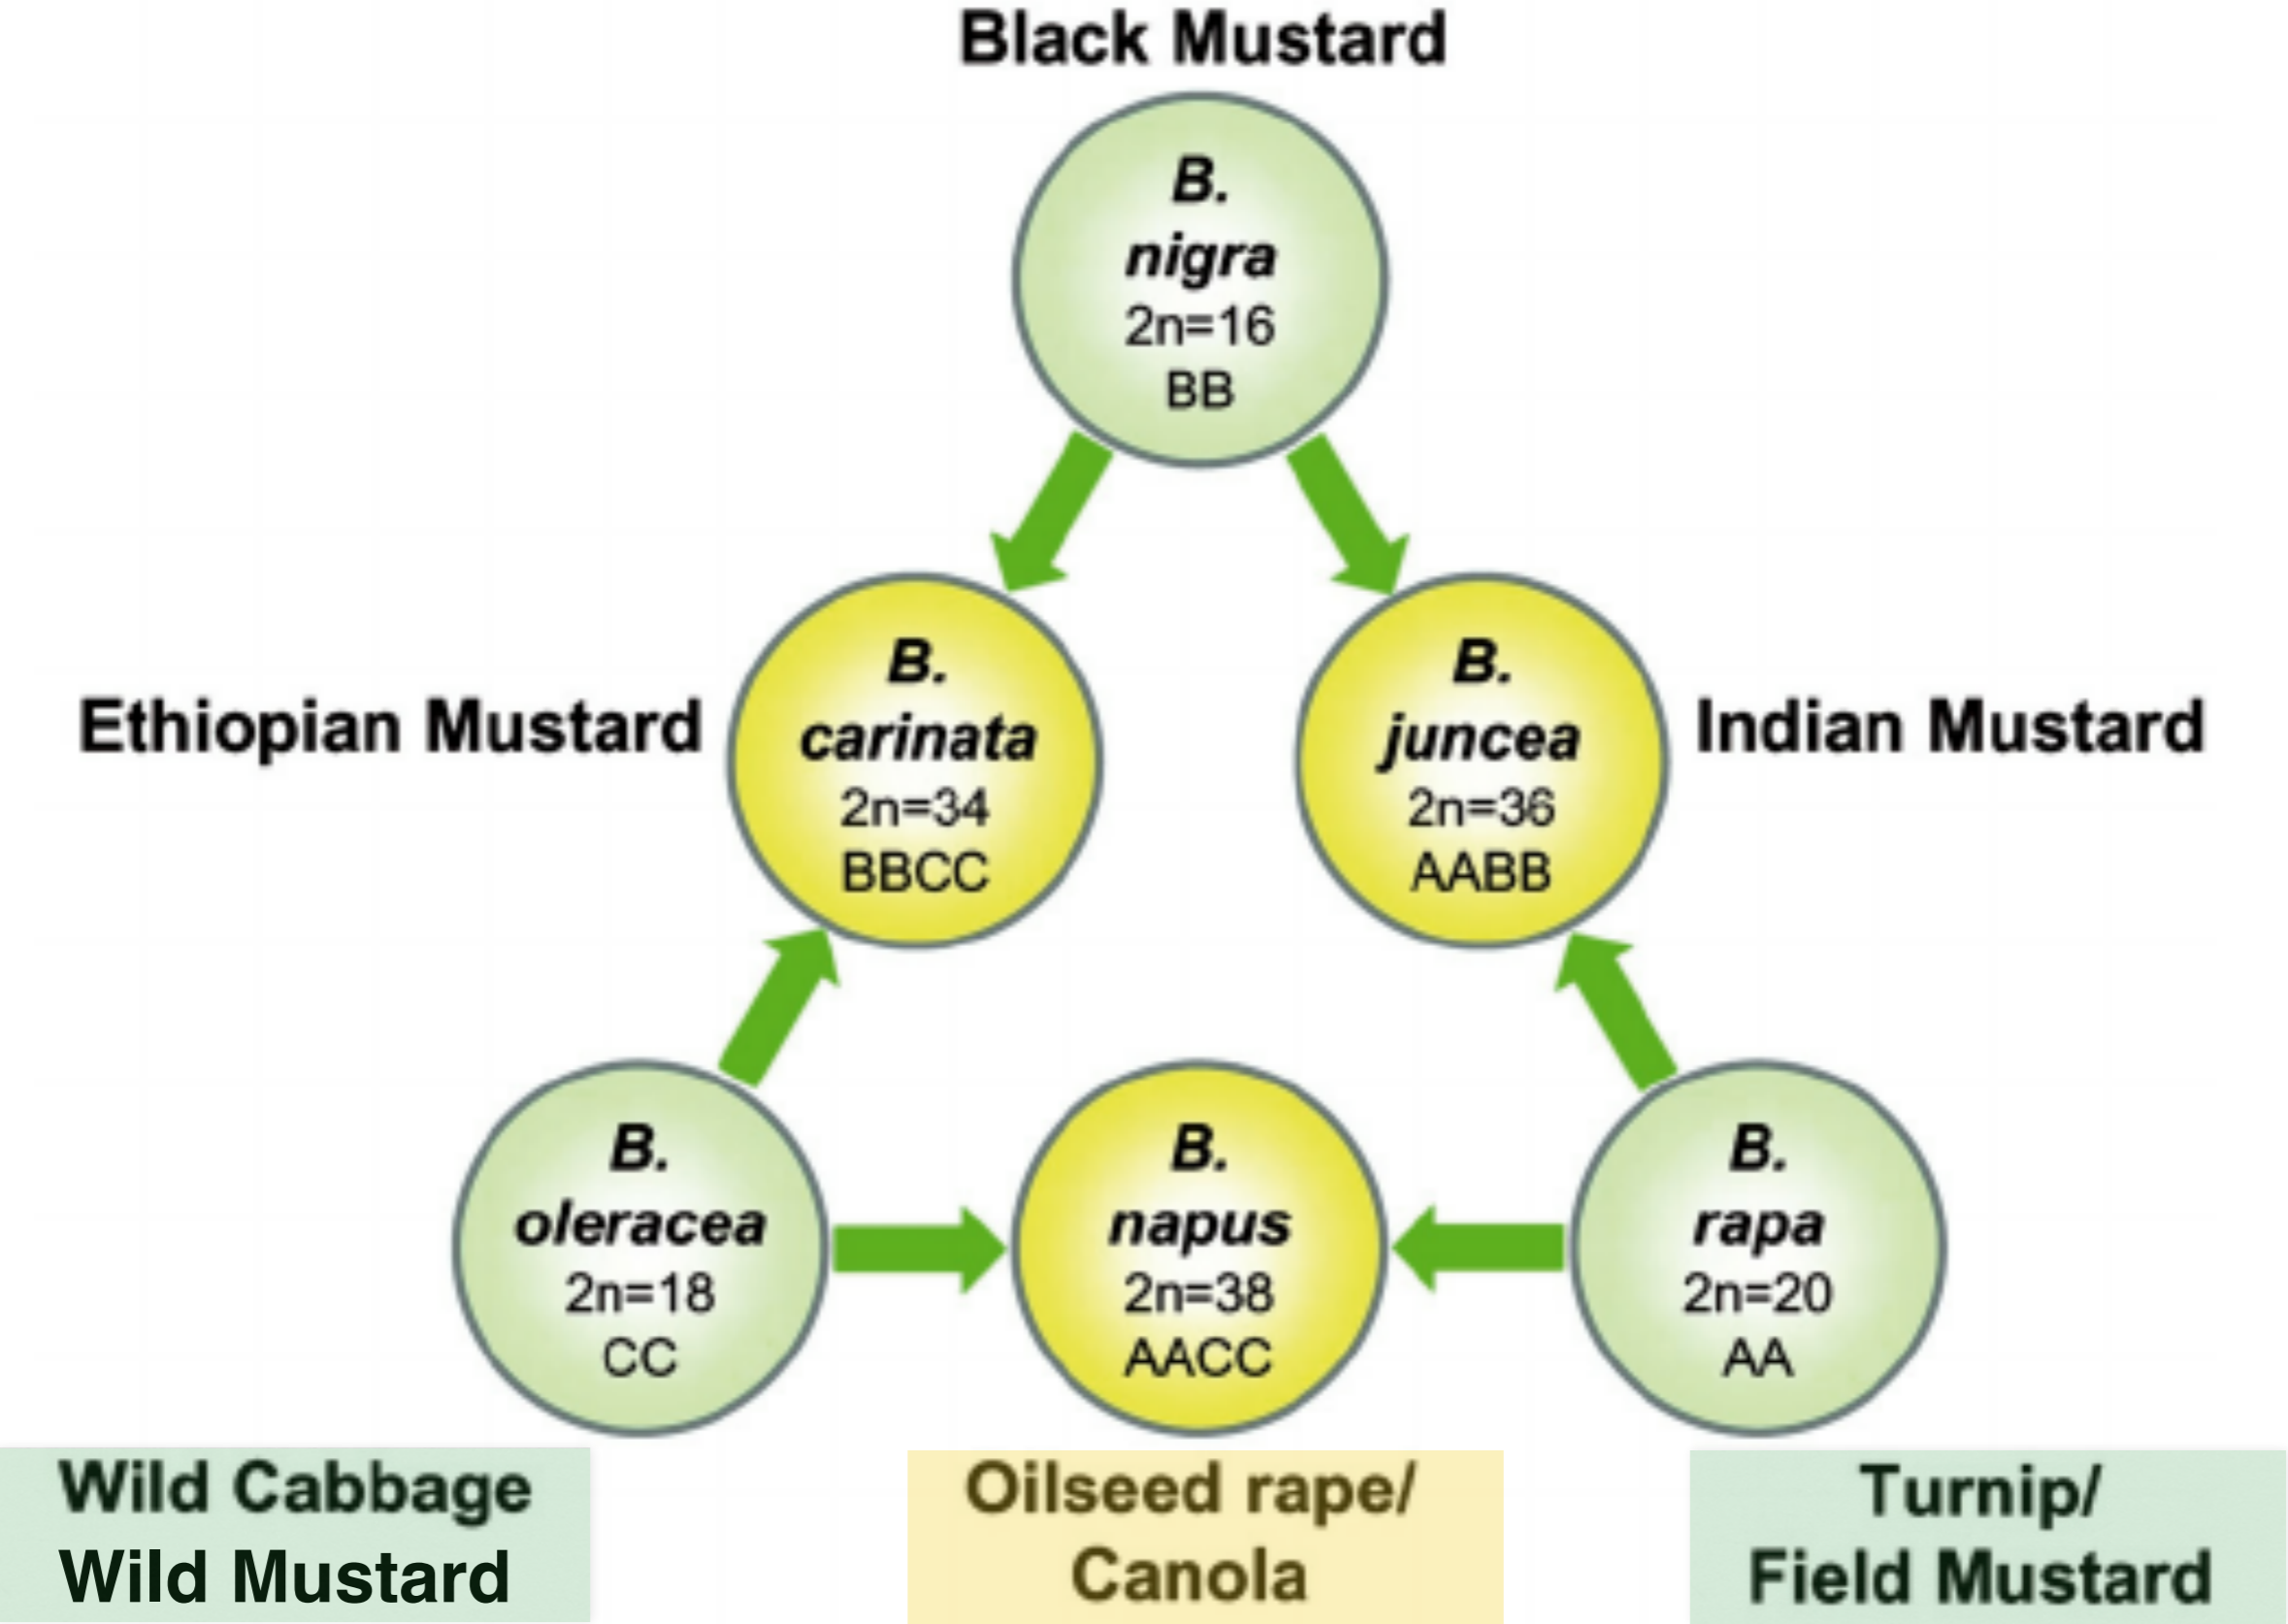 Black Mustard
B.
nigra
2n=16
BB
Ethiopian Mustard
B.
carinata
2n=34
BBCC
B.
juncea
2n=36
AABB
Indian Mustard
B.
oleracea
2n=18
CC
B.
napus
2n=38
AACC
B.
rapa
2n=20
AA
Wild Cabbage
Wild Mustard
Oilseed rape/
Canola
Turnip/
Field Mustard